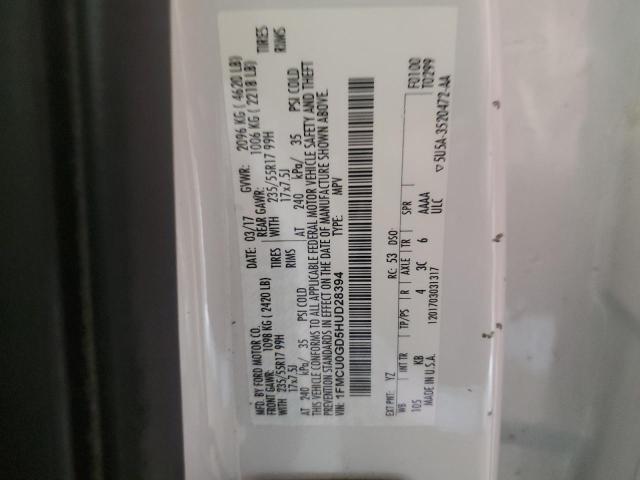 MFD. BY FORD MOTOR CO.
DATE: 03/17 GVWR: 2096 KG ( 4620 LB)
FRONT GAWR: 1098 KG ( 2420 LB) REAR GAWR: 1006 KG ( 2218 LB)
235/55R17 99H TIRES WITH 235/55R17 99H TIRES
17x7.5J RIMS 17x7.5J RIMS
AT 240 kPa/ 35 PSI COLD AT 240 kPa/ 35 PSI COLD
THIS VEHICLE CONFORMS TO ALL APPLICABLE FEDERAL MOTOR VEHICLE SAFETY AND THEFT
PREVENTION STANDARDS IN EFFECT ON THE DATE OF MANUFACTURE SHOWN ABOVE.
VIN: 1FMCU0GD5HUD28394 TYPE: MPV
F0100
T0299
EXT PNT: YZ RC: 53 DSO:
WB INT TR TP/PS R AXLE TR SPR
105 KB 4 3C 6 AAAA
MADE IN U.S.A. 1201703031317 ULC
▽5U5A-3520472-AA